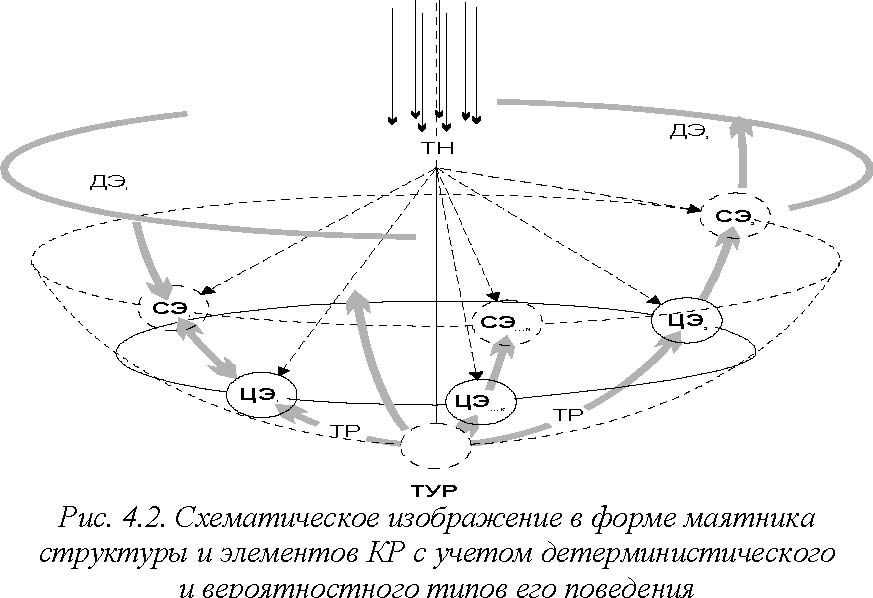 ТН
ДЭ
ДЭ
СЭ
СЭ
СЭ
ЦЭ
ЦЭ
ЦЭ
ТР
ТР
ТУР
Рис. 4.2. Схематическое изображение в форме маятника
структуры и элементов КР с учетом детерминистического
и вероятностного типов его поведения